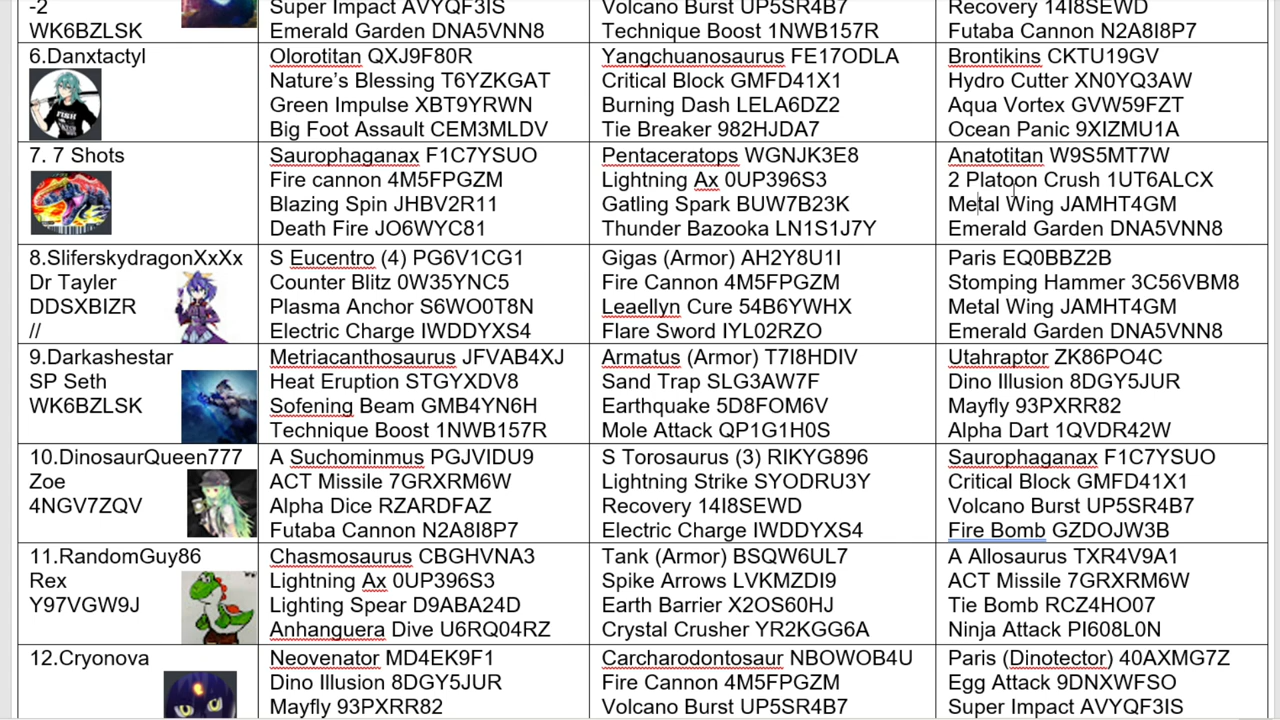 -2
WK6BZLSK
Super Impact AVYQF3IS
Emerald Garden DNA5VNN8
Volcano Burst UP5SR4B7
Technique Boost 1NWB157R
Recovery 14I8SEWD
Futaba Cannon N2A8I8P7
6.Danxtactyl
Olorotitan QXJ9F80R
Nature’s Blessing T6YZKGAT
Green Impulse XBT9YRWN
Big Foot Assault CEM3MLDV
Yangchuanosaurus FE17ODLA
Critical Block GMFD41X1
Burning Dash LELA6DZ2
Tie Breaker 982HJDA7
Brontikins CKTU19GV
Hydro Cutter XN0YQ3AW
Aqua Vortex GVW59FZT
Ocean Panic 9XIZMU1A
7. 7 Shots
Saurophaganax F1C7YSUO
Fire cannon 4M5FPGZM
Blazing Spin JHBV2R11
Death Fire JO6WYC81
Pentaceratops WGNJK3E8
Lightning Ax 0UP396S3
Gatling Spark BUW7B23K
Thunder Bazooka LN1S1J7Y
Anatotitan W9S5MT7W
2 Platoon Crush 1UT6ALCX
Metal Wing JAMHT4GM
Emerald Garden DNA5VNN8
8.SliferskydragonXxXx
Dr Tayler
DDSXBIZR
//
S Eucentro (4) PG6V1CG1
Counter Blitz 0W35YNC5
Plasma Anchor S6WO0T8N
Electric Charge IWDDYXS4
Gigas (Armor) AH2Y8U1I
Fire Cannon 4M5FPGZM
Leaellyn Cure 54B6YWHX
Flare Sword IYL02RZO
Paris EQ0BBZ2B
Stomping Hammer 3C56VBM8
Metal Wing JAMHT4GM
Emerald Garden DNA5VNN8
9.Darkashestar
SP Seth
WK6BZLSK
Metriacanthosaurus JFVAB4XJ
Heat Eruption STGYXDV8
Sofening Beam GMB4YN6H
Technique Boost 1NWB157R
Armatus (Armor) T7I8HDIV
Sand Trap SLG3AW7F
Earthquake 5D8FOM6V
Mole Attack QP1G1H0S
Utahraptor ZK86PO4C
Dino Illusion 8DGY5JUR
Mayfly 93PXRR82
Alpha Dart 1QVDR42W
10.DinosaurQueen777
Zoe
4NGV7ZQV
A Suchominmus PGJVIDU9
ACT Missile 7GRXRM6W
Alpha Dice RZARDFAZ
Futaba Cannon N2A8I8P7
S Torosaurus (3) RIKYG896
Lightning Strike SYODRU3Y
Recovery 14I8SEWD
Electric Charge IWDDYXS4
Saurophaganax F1C7YSUO
Critical Block GMFD41X1
Volcano Burst UP5SR4B7
Fire Bomb GZDOJW3B
11.RandomGuy86
Rex
Y97VGW9J
Chasmosaurus CBGHVNA3
Lightning Ax 0UP396S3
Lighting Spear D9ABA24D
Anhanguera Dive U6RQ04RZ
Tank (Armor) BSQW6UL7
Spike Arrows LVKMZDI9
Earth Barrier X2OS60HJ
Crystal Crusher YR2KGG6A
A Allosaurus TXR4V9A1
ACT Missile 7GRXRM6W
Tie Bomb RCZ4HO07
Ninja Attack PI608L0N
12.Cryonova
Neovenator MD4EK9F1
Dino Illusion 8DGY5JUR
Mayfly 93PXRR82
Carcharodontosaur NBOWOB4U
Fire Cannon 4M5FPGZM
Volcano Burst UP5SR4B7
Paris (Dinotector) 40AXMG7Z
Egg Attack 9DNXWFSO
Super Impact AVYQF3IS